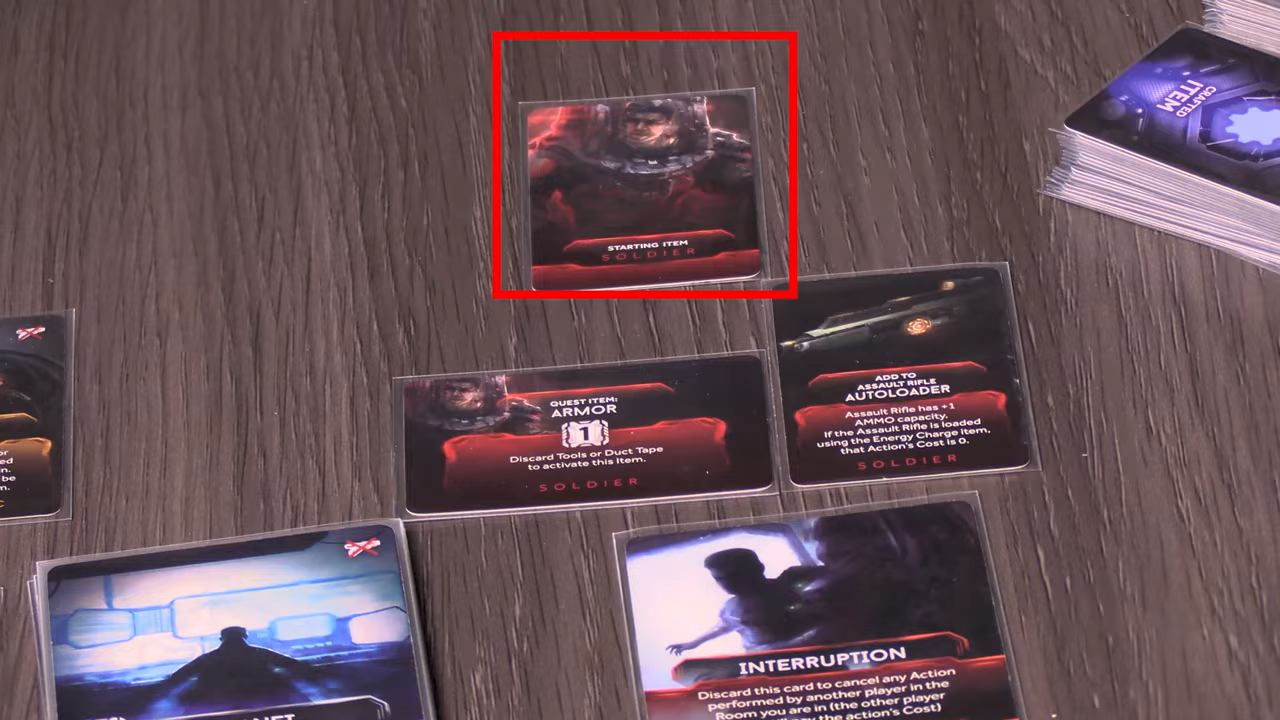 CRAFTED
ITEM
STARTING ITEM
SOLDIER
QUEST ITEM:
ARMOR
1
Discard Tools or Duct Tape
to activate this Item.
SOLDIER
ADD TO
ASSAULT RIFLE
AUTOLOADER
Assault Rifle has +1
AMMO capacity.
If the Assault Rifle is loaded
using the Energy Charge item,
that Action's Cost is 0.
SOLDIER
INTERRUPTION
Discard this card to cancel any Action
performed by another player in the
Room you are in (the other player
the action's Cost)